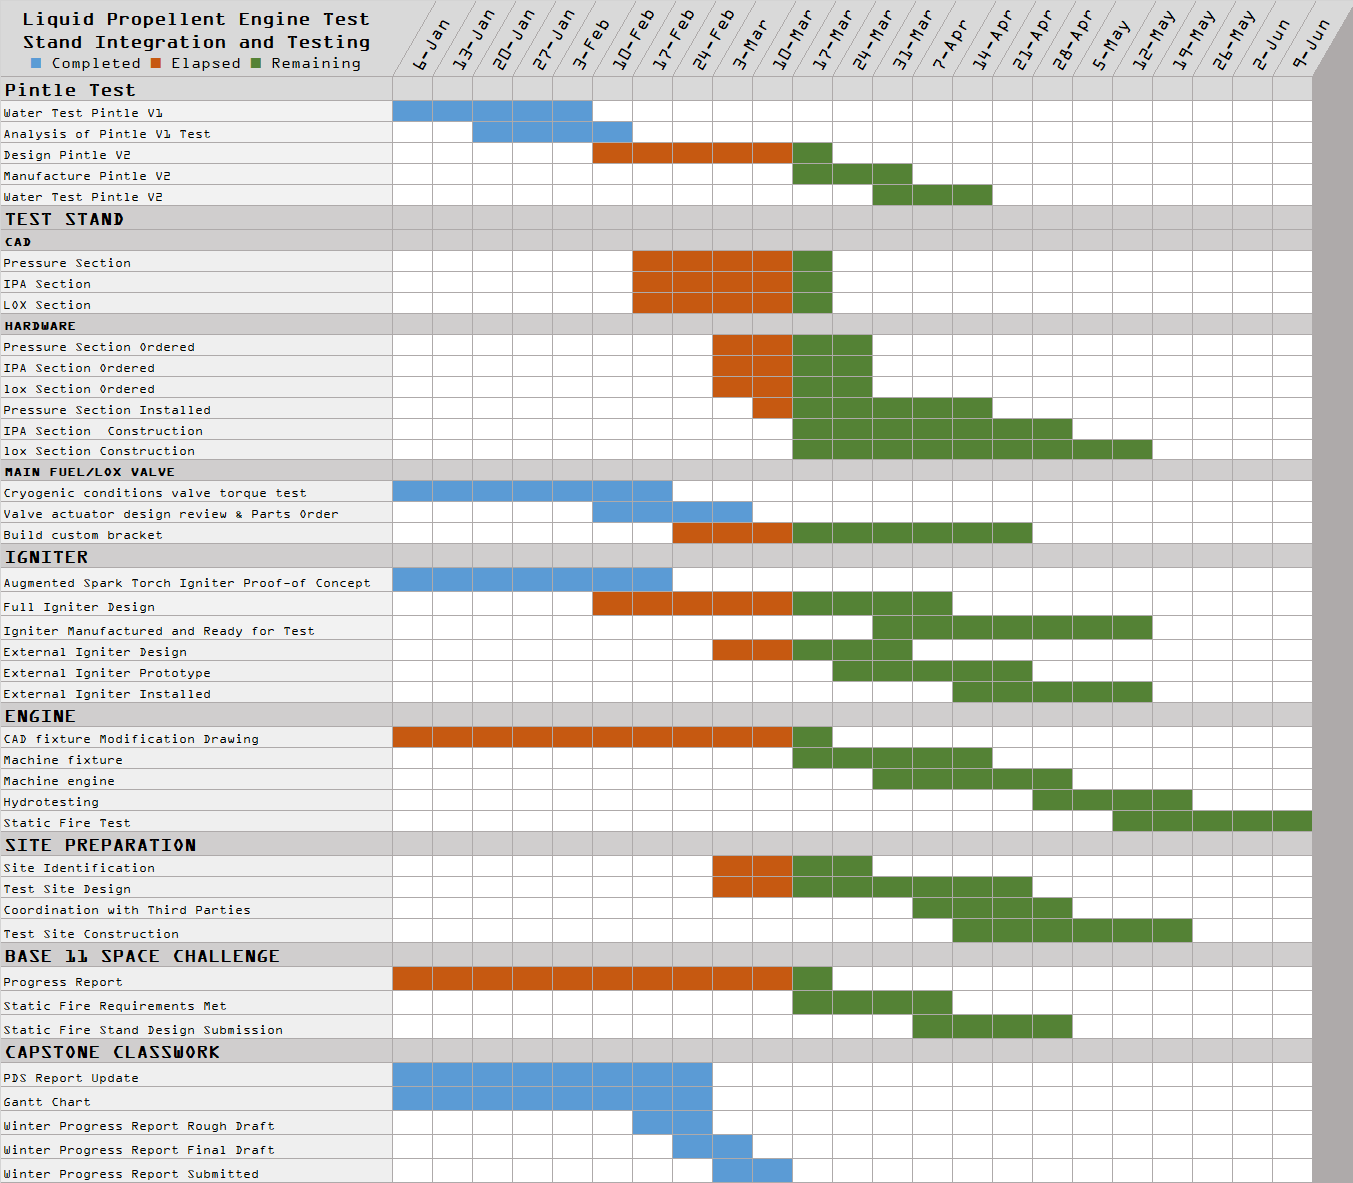 Liquid Propellent Engine Test
Stand Integration and Testing
Completed Elapsed Remaining
6-Jan 13-Jan 20-Jan 27-Jan 3-Feb 10-Feb 17-Feb 24-Feb 3-Mar 10-Mar 17-Mar 24-Mar 31-Mar 7-Apr 14-Apr 21-Apr 28-Apr 5-May 12-May 19-May 26-May 2-Jun 9-Jun
Pintle Test
Water Test Pintle V1
Analysis of Pintle V1 Test
Design Pintle V2
Manufacture Pintle V2
Water Test Pintle V2
TEST STAND
CAD
Pressure Section
IPA Section
LOX Section
HARDWARE
Pressure Section Ordered
IPA Section Ordered
lox Section Ordered
Pressure Section Installed
IPA Section  Construction
lox Section Construction
MAIN FUEL/LOX VALVE
Cryogenic conditions valve torque test
Valve actuator design review & Parts Order
Build custom bracket
IGNITER
Augmented Spark Torch Igniter Proof-of Concept
Full Igniter Design
Igniter Manufactured and Ready for Test
External Igniter Design
External Igniter Prototype
External Igniter Installed
ENGINE
CAD fixture Modification Drawing
Machine fixture
Machine engine
Hydrotesting
Static Fire Test
SITE PREPARATION
Site Identification
Test Site Design
Coordination with Third Parties
Test Site Construction
BASE 11 SPACE CHALLENGE
Progress Report
Static Fire Requirements Met
Static Fire Stand Design Submission
CAPSTONE CLASSWORK
PDS Report Update
Gantt Chart
Winter Progress Report Rough Draft
Winter Progress Report Final Draft
Winter Progress Report Submitted